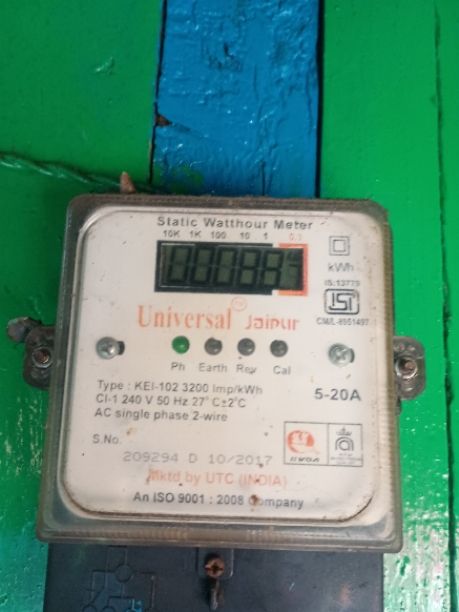 Static Watthour Meter
10K 1K 100 10 1 0.1
kWh
IS:13779
ISI
CM/L-8951497
Universal TM Jaipur
Ph Earth Rev Cal
Type : KEI-102 3200 Imp/kWh
5-20A
Cl-1 240 V 50 Hz 27°C±2°C
AC single phase 2-wire
S.No.
209294 D 10/2017
Mktd by UTC (INDIA)
An ISO 9001 : 2008 Company